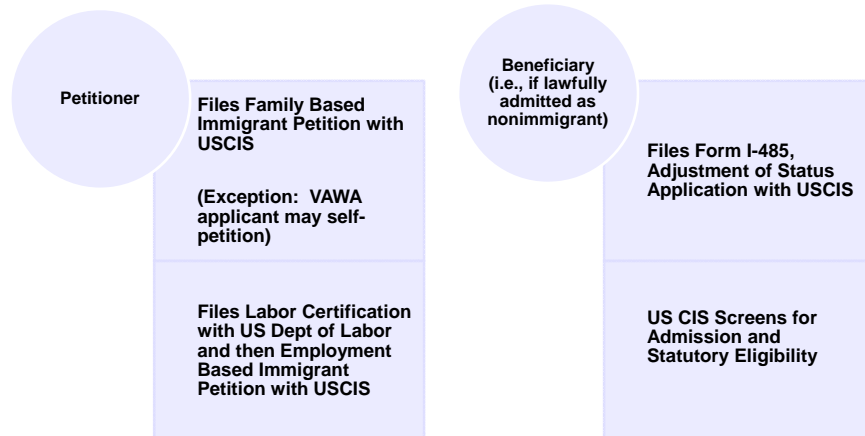 Petitioner
Files Family Based
Immigrant Petition with
USCIS
(Exception: VAWA
applicant may self-
petition)
Files Labor Certification
with US Dept of Labor
and then Employment
Based Immigrant
Petition with USCIS
Beneficiary
(i.e., if lawfully
admitted as
nonimmigrant)
Files Form I-485,
Adjustment of Status
Application with USCIS
US CIS Screens for
Admission and
Statutory Eligibility